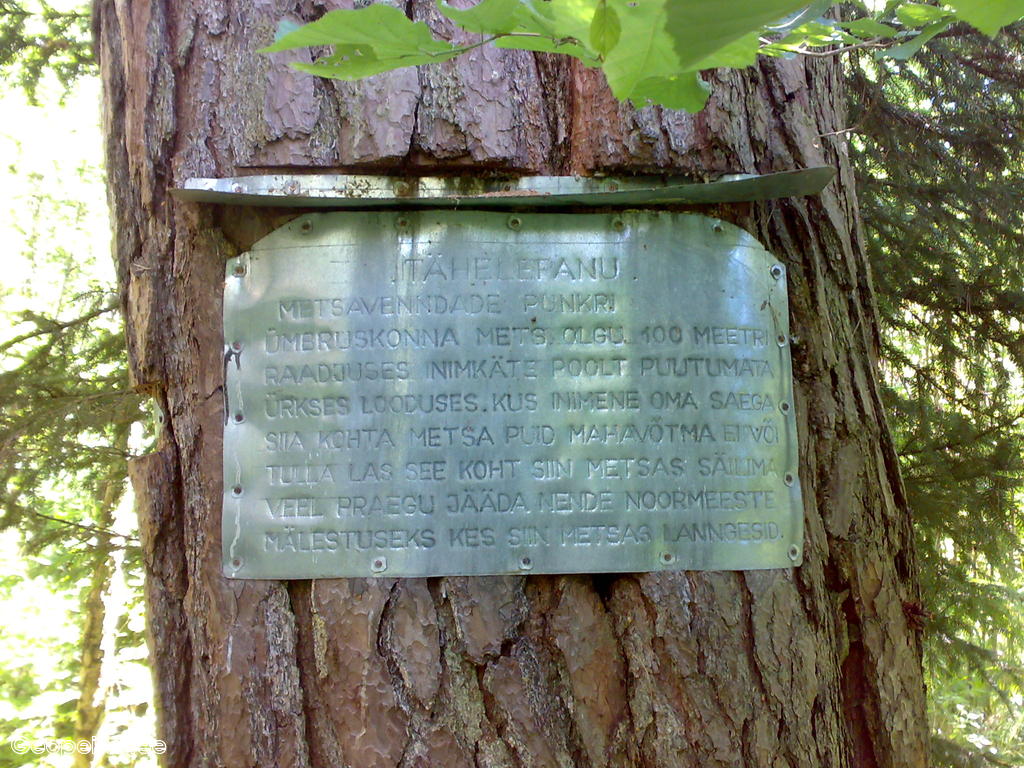 !TÄHELEPANU.
METSAVENNDADE PUNKRI
ÜMBRUSKONNA METS. OLGU. 100 MEETRI
RAADJUSES INIMKÄTE POOLT PUUTUMATA
ÜRKSES LOODUSES. KUS INIMENE OMA SAEGA
SIIA KOHTA METSA PUID MAHAVÕTMA EI VÕI
TULLA LAS SEE KOHT SIIN METSAS SÄILIMA
VEEL PRAEGU JÄÄDA NENDE NOORMEESTE
MÄLESTUSEKS KES SIIN METSAS LANNGESID.